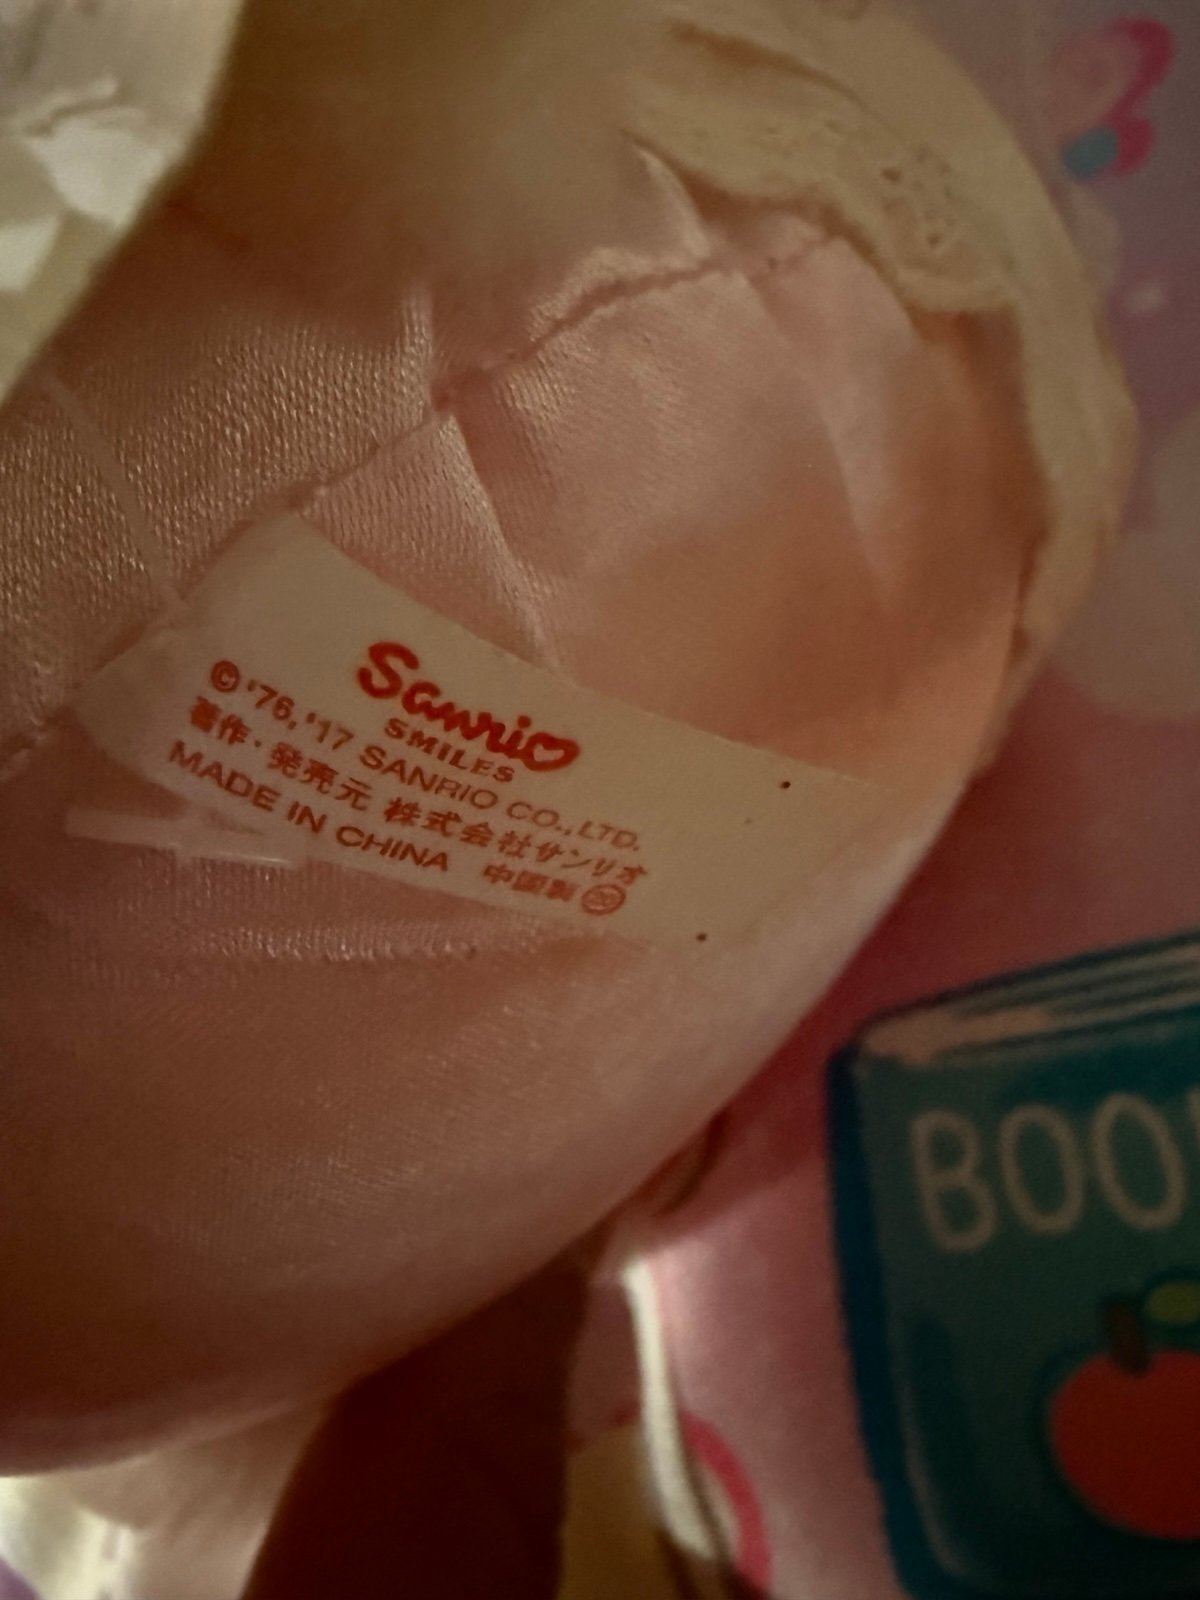 Sanrio
SMILES
© '76, '17 SANRIO CO., LTD.
著作・発売元 株式会社サンリオ
MADE IN CHINA 中国製